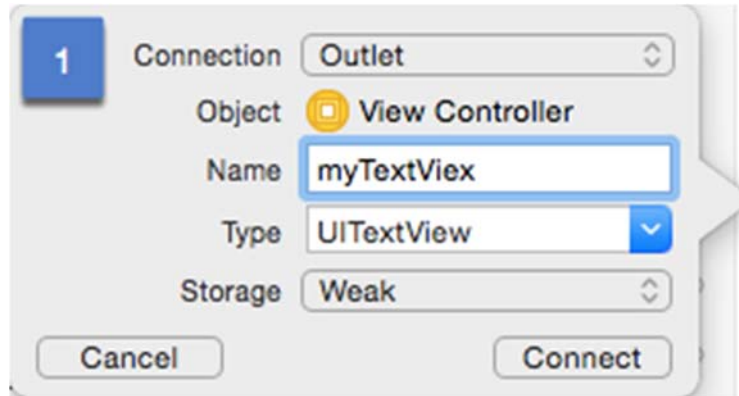 1
Connection Outlet
Object View Controller
Name myTextViex
Type UITextView
Storage Weak
Cancel Connect